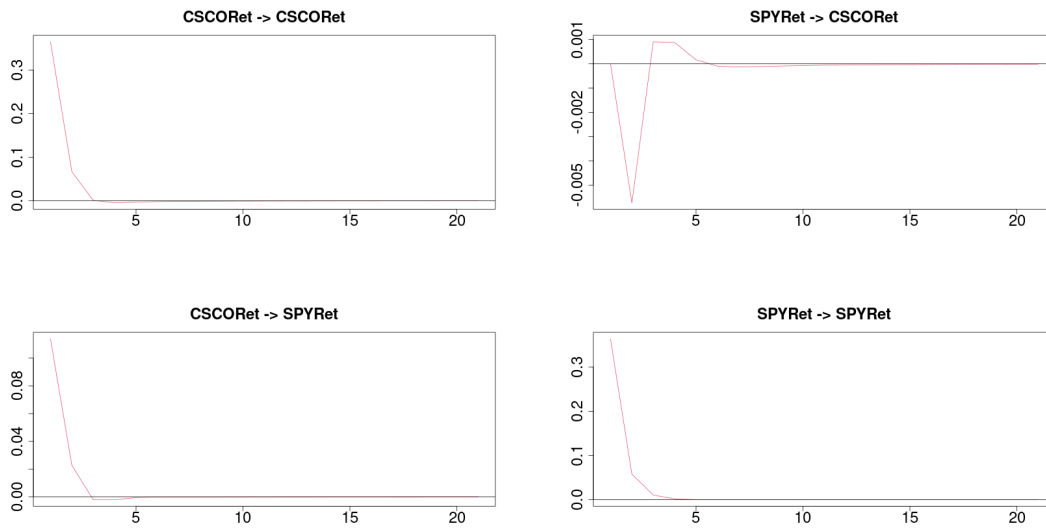 CSCORet -> CSCORet
0.3
0.2
0.1
0.0
5 10 15 20
SPYRet -> CSCORet
0.001
-0.002
-0.005
5 10 15 20
CSCORet -> SPYRet
0.08
0.04
0.00
5 10 15 20
SPYRet -> SPYRet
0.3
0.2
0.1
0.0
5 10 15 20